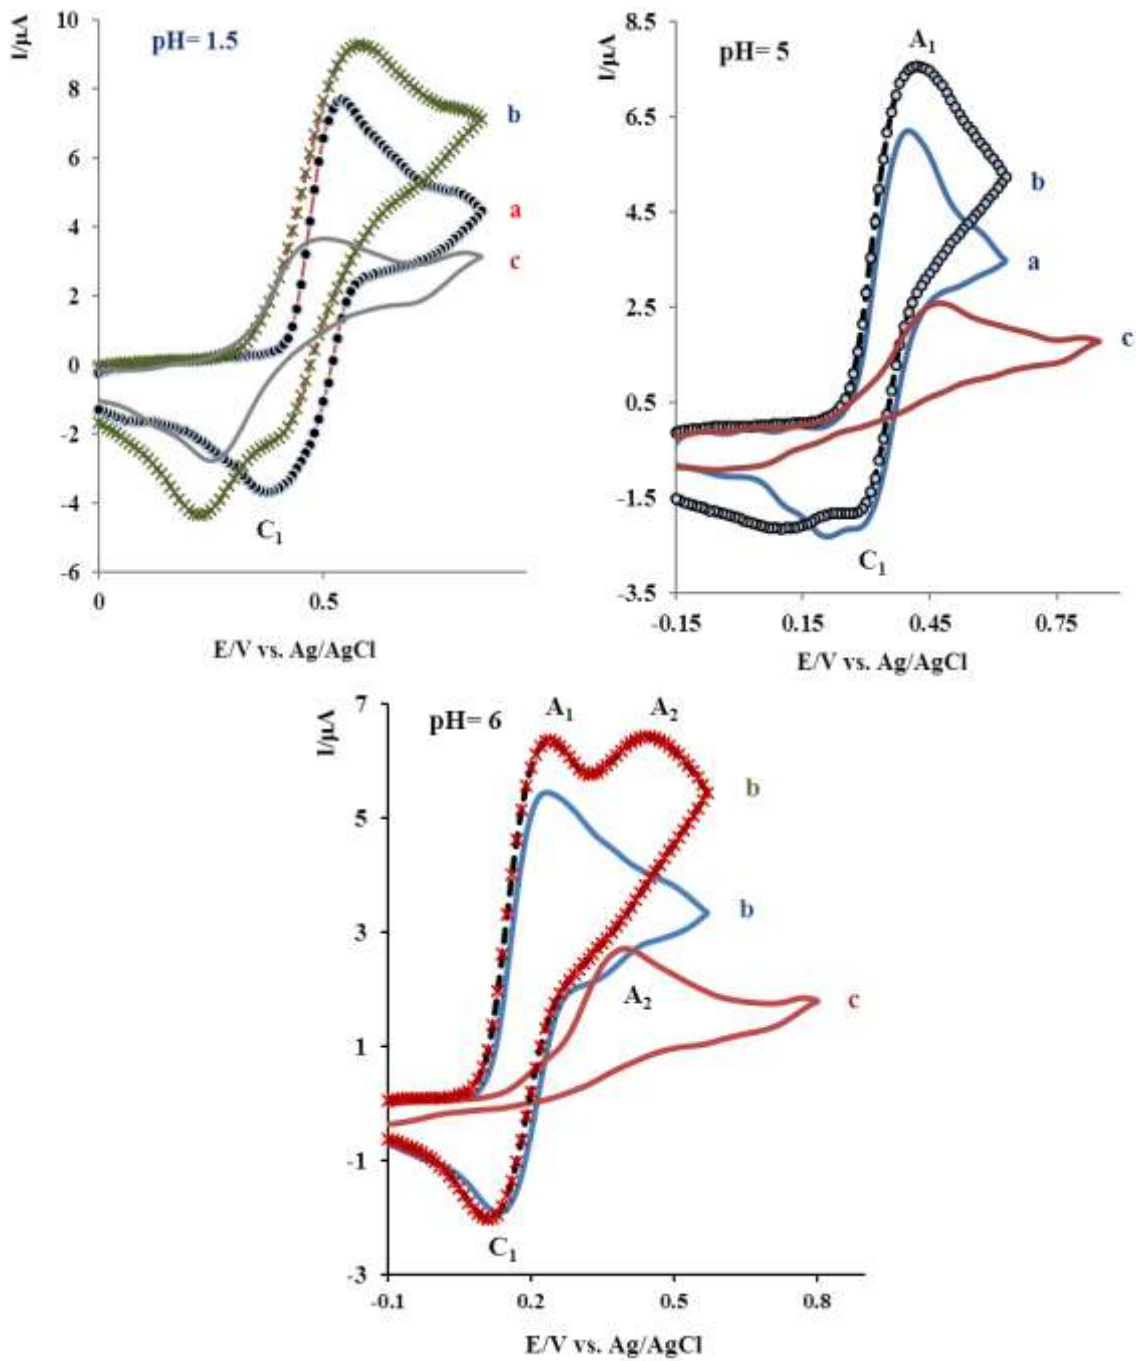 I/μA
pH= 1.5
10
8
6
4
2
0
-2
-4
-6
b
a
c
C1
0
0.5
E/V vs. Ag/AgCl
I/μA
pH= 5
8.5
6.5
4.5
2.5
0.5
-1.5
-3.5
A1
b
a
c
C1
-0.15
0.15
0.45
0.75
E/V vs. Ag/AgCl
I/μA
pH= 6
7
5
3
1
-1
-3
A1
A2
b
b
A2
c
C1
-0.1
0.2
0.5
0.8
E/V vs. Ag/AgCl